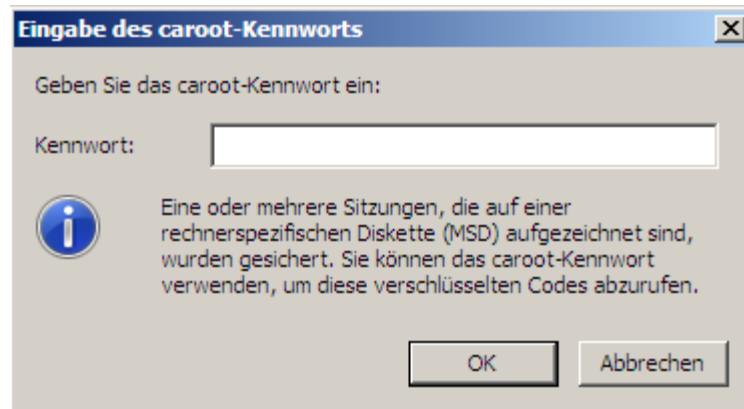 Eingabe des caroot-Kennworts
Geben Sie das caroot-Kennwort ein:
Kennwort:
Eine oder mehrere Sitzungen, die auf einer
rechnerspezifischen Diskette (MSD) aufgezeichnet sind,
wurden gesichert. Sie können das caroot-Kennwort
verwenden, um diese verschlüsselten Codes abzurufen.
OK
Abbrechen